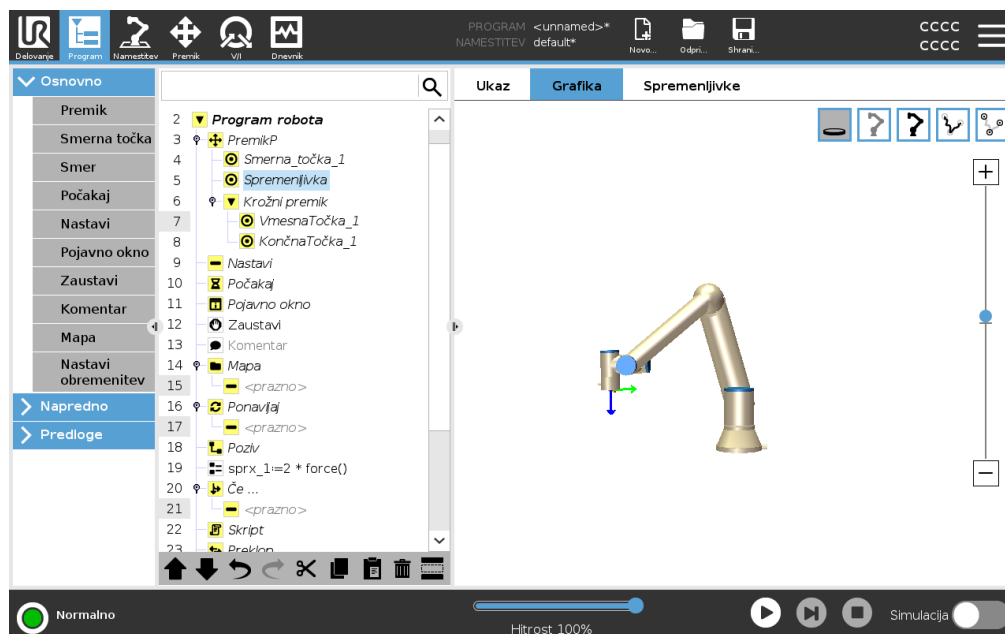 PROGRAM <unnamed>*
NAMESTITEV default*
CCCC
CCCC
Delovanje Program Namestitev Premik V/I Dnevnik Novo... Odpri... Shrani...
Osnovno
Premik
Smerna točka
Smer
Počakaj
Nastavi
Pojavno okno
Zaustavi
Komentar
Mapa
Nastavi
obremenitev
Napredno
Predloge
2 Program robota
3 PremikP
4 Smerna_točka_1
5 Spremenljivka
6 Krožni premik
7 VmesnaTočka_1
8 KončnaTočka_1
9 Nastavi
10 Počakaj
11 Pojavno okno
12 Zaustavi
13 Komentar
14 Mapa
15 <prazno>
16 Ponavljaj
17 <prazno>
18 Poziv
19 sprx_1:=2 * force()
20 Če ...
21 <prazno>
22 Skript
23 Preklop
Ukaz Grafika Spremenljivke
Normalno
Hitrost 100%
Simulacija